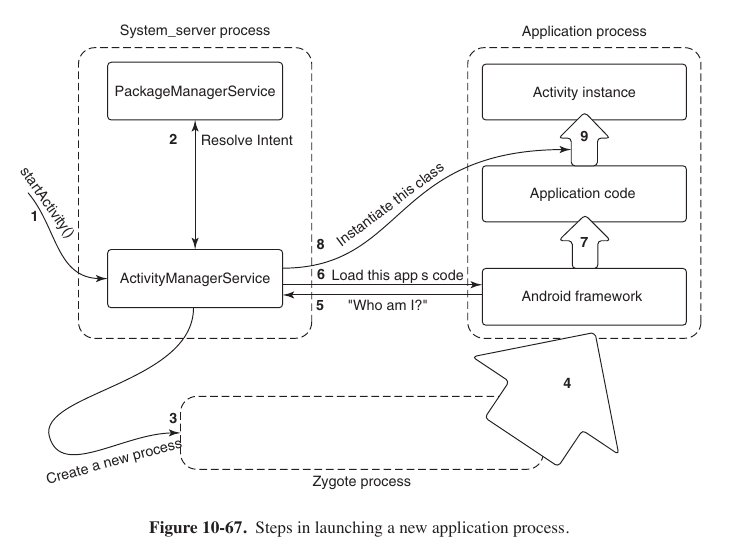 System_server process
Application process
PackageManagerService
Activity instance
2 Resolve Intent
9
startActivity()
1
Application code
8 Instantiate this class
7
ActivityManagerService
6 Load this app s code
Android framework
5 "Who am I?"
4
3
Create a new process
Zygote process
Figure 10-67. Steps in launching a new application process.